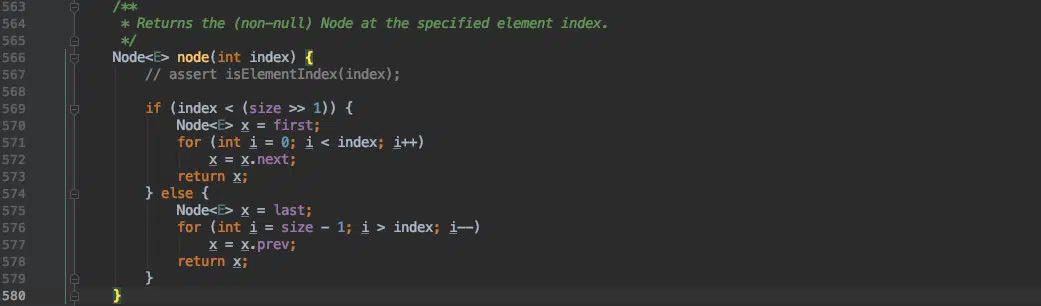 563 /**
564  * Returns the (non-null) Node at the specified element index.
565  */
566 Node<E> node(int index) {
567     // assert isElementIndex(index);
568
569     if (index < (size >> 1)) {
570         Node<E> x = first;
571         for (int i = 0; i < index; i++)
572             x = x.next;
573         return x;
574     } else {
575         Node<E> x = last;
576         for (int i = size - 1; i > index; i--)
577             x = x.prev;
578         return x;
579     }
580 }